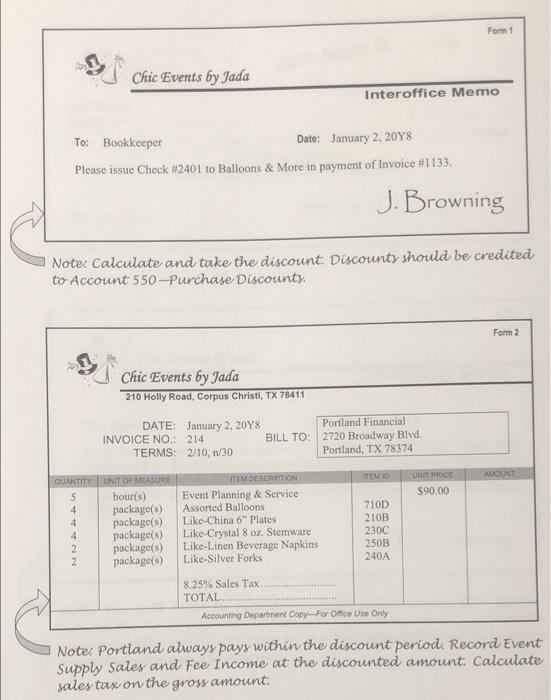 Form 1
Chic Events by Jada
Interoffice Memo
To: Bookkeeper Date: January 2, 20Y8
Please issue Check #2401 to Balloons & More in payment of Invoice #1133.
J. Browning
Note: Calculate and take the discount. Discounts should be credited
to Account 550—Purchase Discounts.
Form 2
Chic Events by Jada
210 Holly Road, Corpus Christi, TX 78411
DATE: January 2, 20Y8
INVOICE NO.: 214
TERMS: 2/10, n/30
BILL TO:
Portland Financial
2720 Broadway Blvd.
Portland, TX 78374
QUANTITY UNIT OF MEASURE ITEM DESCRIPTION ITEM ID UNIT PRICE AMOUNT
5 hour(s) Event Planning & Service $90.00
4 package(s) Assorted Balloons 710D
4 package(s) Like-China 6" Plates 210B
4 package(s) Like-Crystal 8 oz. Stemware 230C
2 package(s) Like-Linen Beverage Napkins 250B
2 package(s) Like-Silver Forks 240A
8.25% Sales Tax
TOTAL
Accounting Department Copy—For Office Use Only
Note: Portland always pays within the discount period. Record Event
Supply Sales and Fee Income at the discounted amount. Calculate
sales tax on the gross amount.